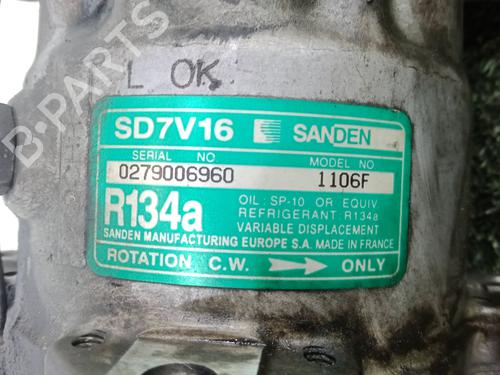 B-PARTS
L OK
SD7V16 SANDEN
SERIAL NO MODEL NO
0279006960 1106F
R134a
OIL: SP-10 OR EQUIV
REFRIGERANT: R134a
VARIABLE DISPLACEMENT
SANDEN MANUFACTURING EUROPE S.A. MADE IN FRANCE
ROTATION C.W. ONLY